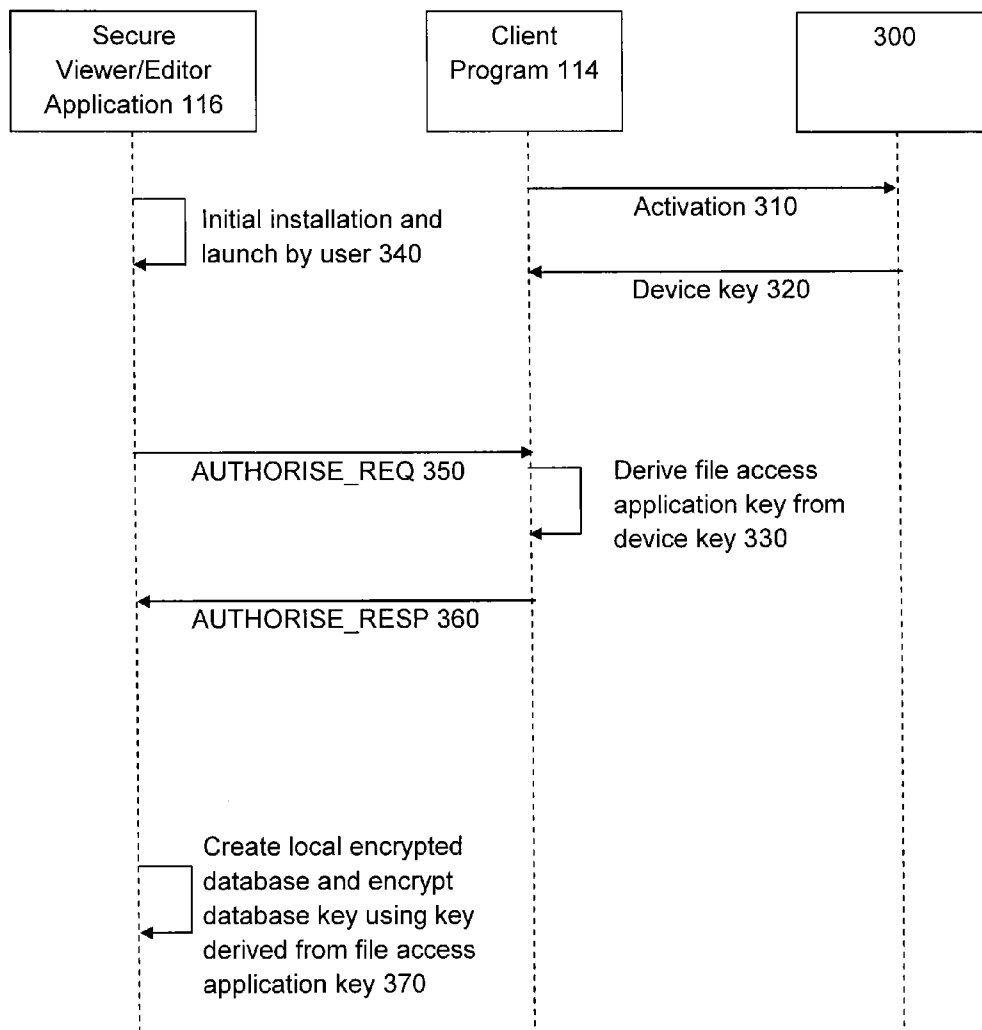 Secure
Viewer/Editor
Application 116
Client
Program 114
300
Activation 310
Initial installation and
launch by user 340
Device key 320
AUTHORISE_REQ 350
Derive file access
application key from
device key 330
AUTHORISE_RESP 360
Create local encrypted
database and encrypt
database key using key
derived from file access
application key 370